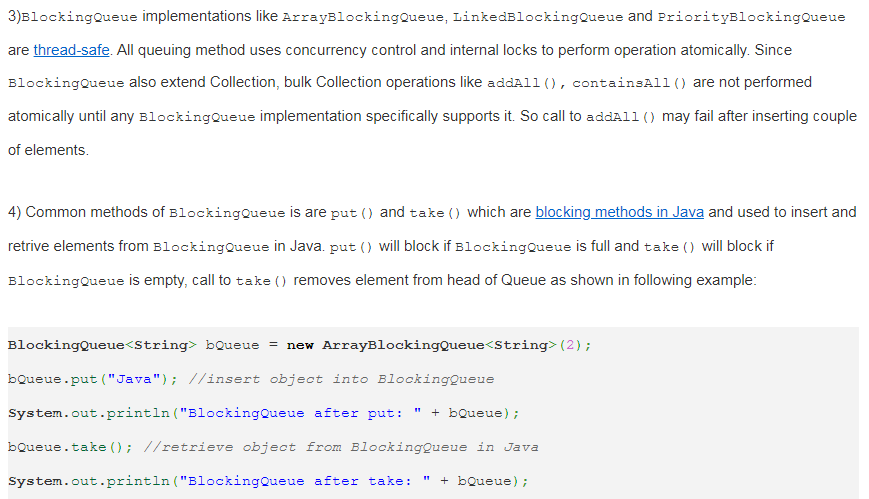 3)BlockingQueue implementations like ArrayBlockingQueue, LinkedBlockingQueue and PriorityBlockingQueue
are thread-safe. All queuing method uses concurrency control and internal locks to perform operation atomically. Since
BlockingQueue also extend Collection, bulk Collection operations like addAll(), containsAll() are not performed
atomically until any BlockingQueue implementation specifically supports it. So call to addAll() may fail after inserting couple
of elements.
4) Common methods of BlockingQueue is are put() and take() which are blocking methods in Java and used to insert and
retrive elements from BlockingQueue in Java. put() will block if BlockingQueue is full and take() will block if
BlockingQueue is empty, call to take() removes element from head of Queue as shown in following example:
BlockingQueue<String> bQueue = new ArrayBlockingQueue<String>(2);
bQueue.put("Java"); //insert object into BlockingQueue
System.out.println("BlockingQueue after put: " + bQueue);
bQueue.take(); //retrieve object from BlockingQueue in Java
System.out.println("BlockingQueue after take: " + bQueue);